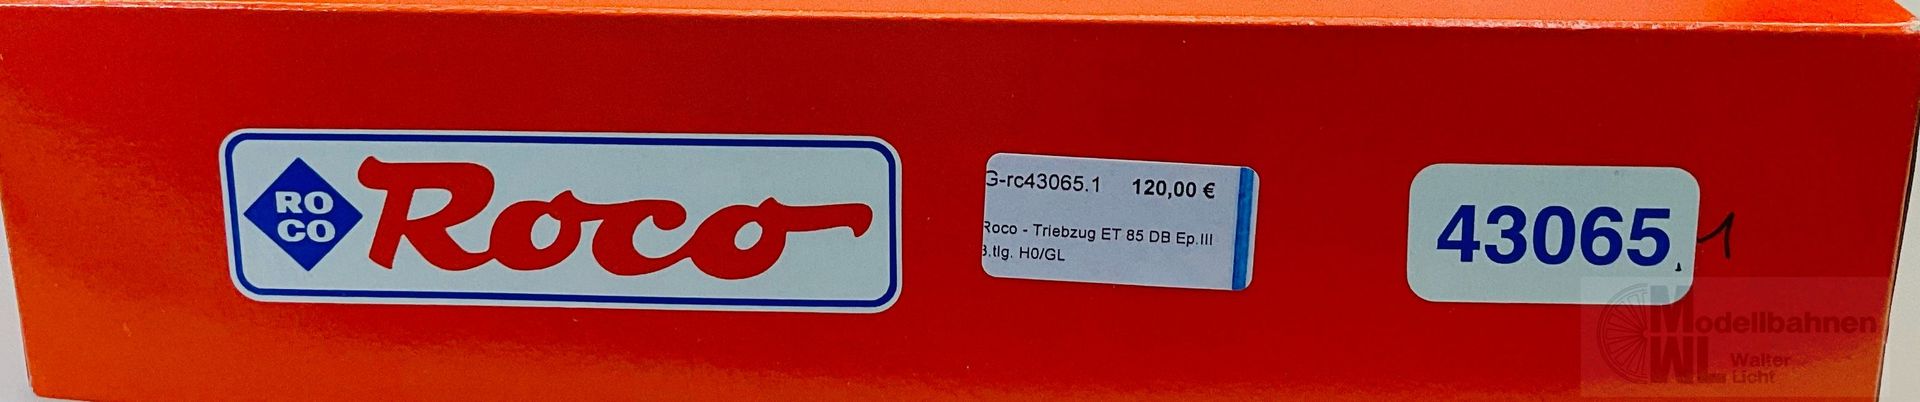 RO
CO
Roco
G-rc43065.1 120,00 €
Roco - Triebzug ET 85 DB Ep.III
3.tlg. H0/GL
43065.1
Modellbahnen
WL
Walter
Licht